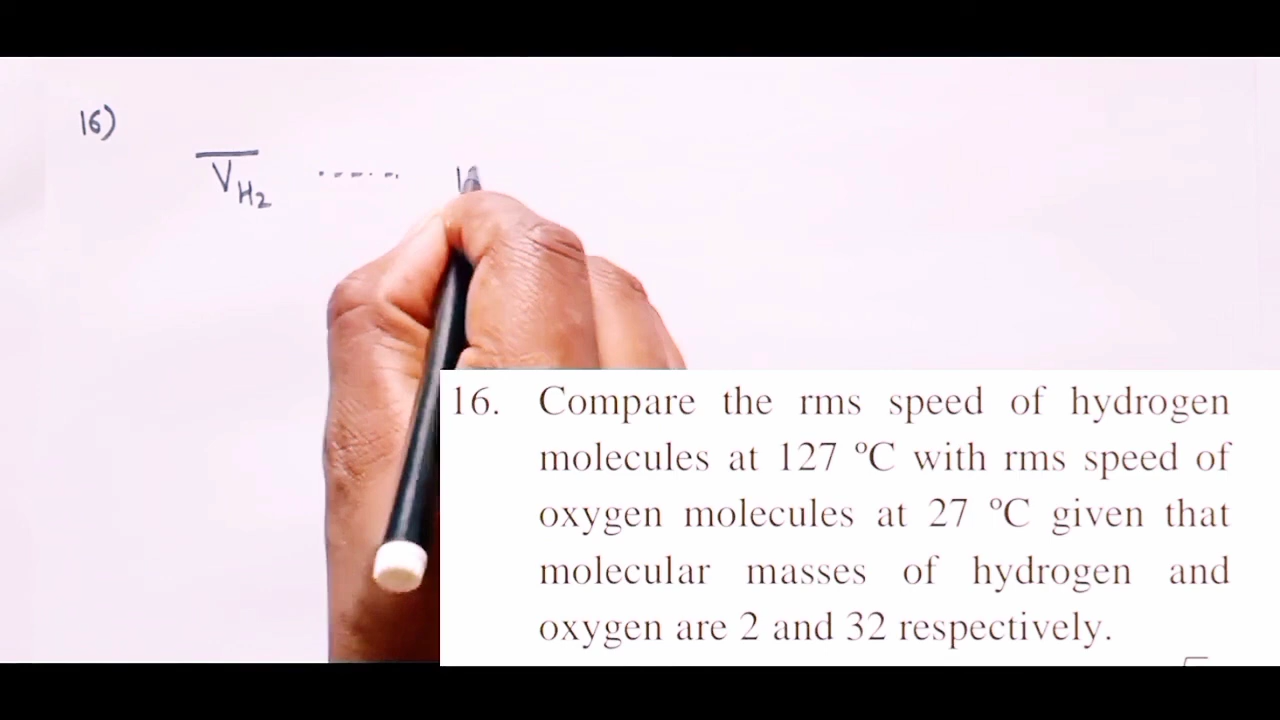 16)
V̅H₂ ......
16. Compare the rms speed of hydrogen
molecules at 127 ºC with rms speed of
oxygen molecules at 27 ºC given that
molecular masses of hydrogen and
oxygen are 2 and 32 respectively.